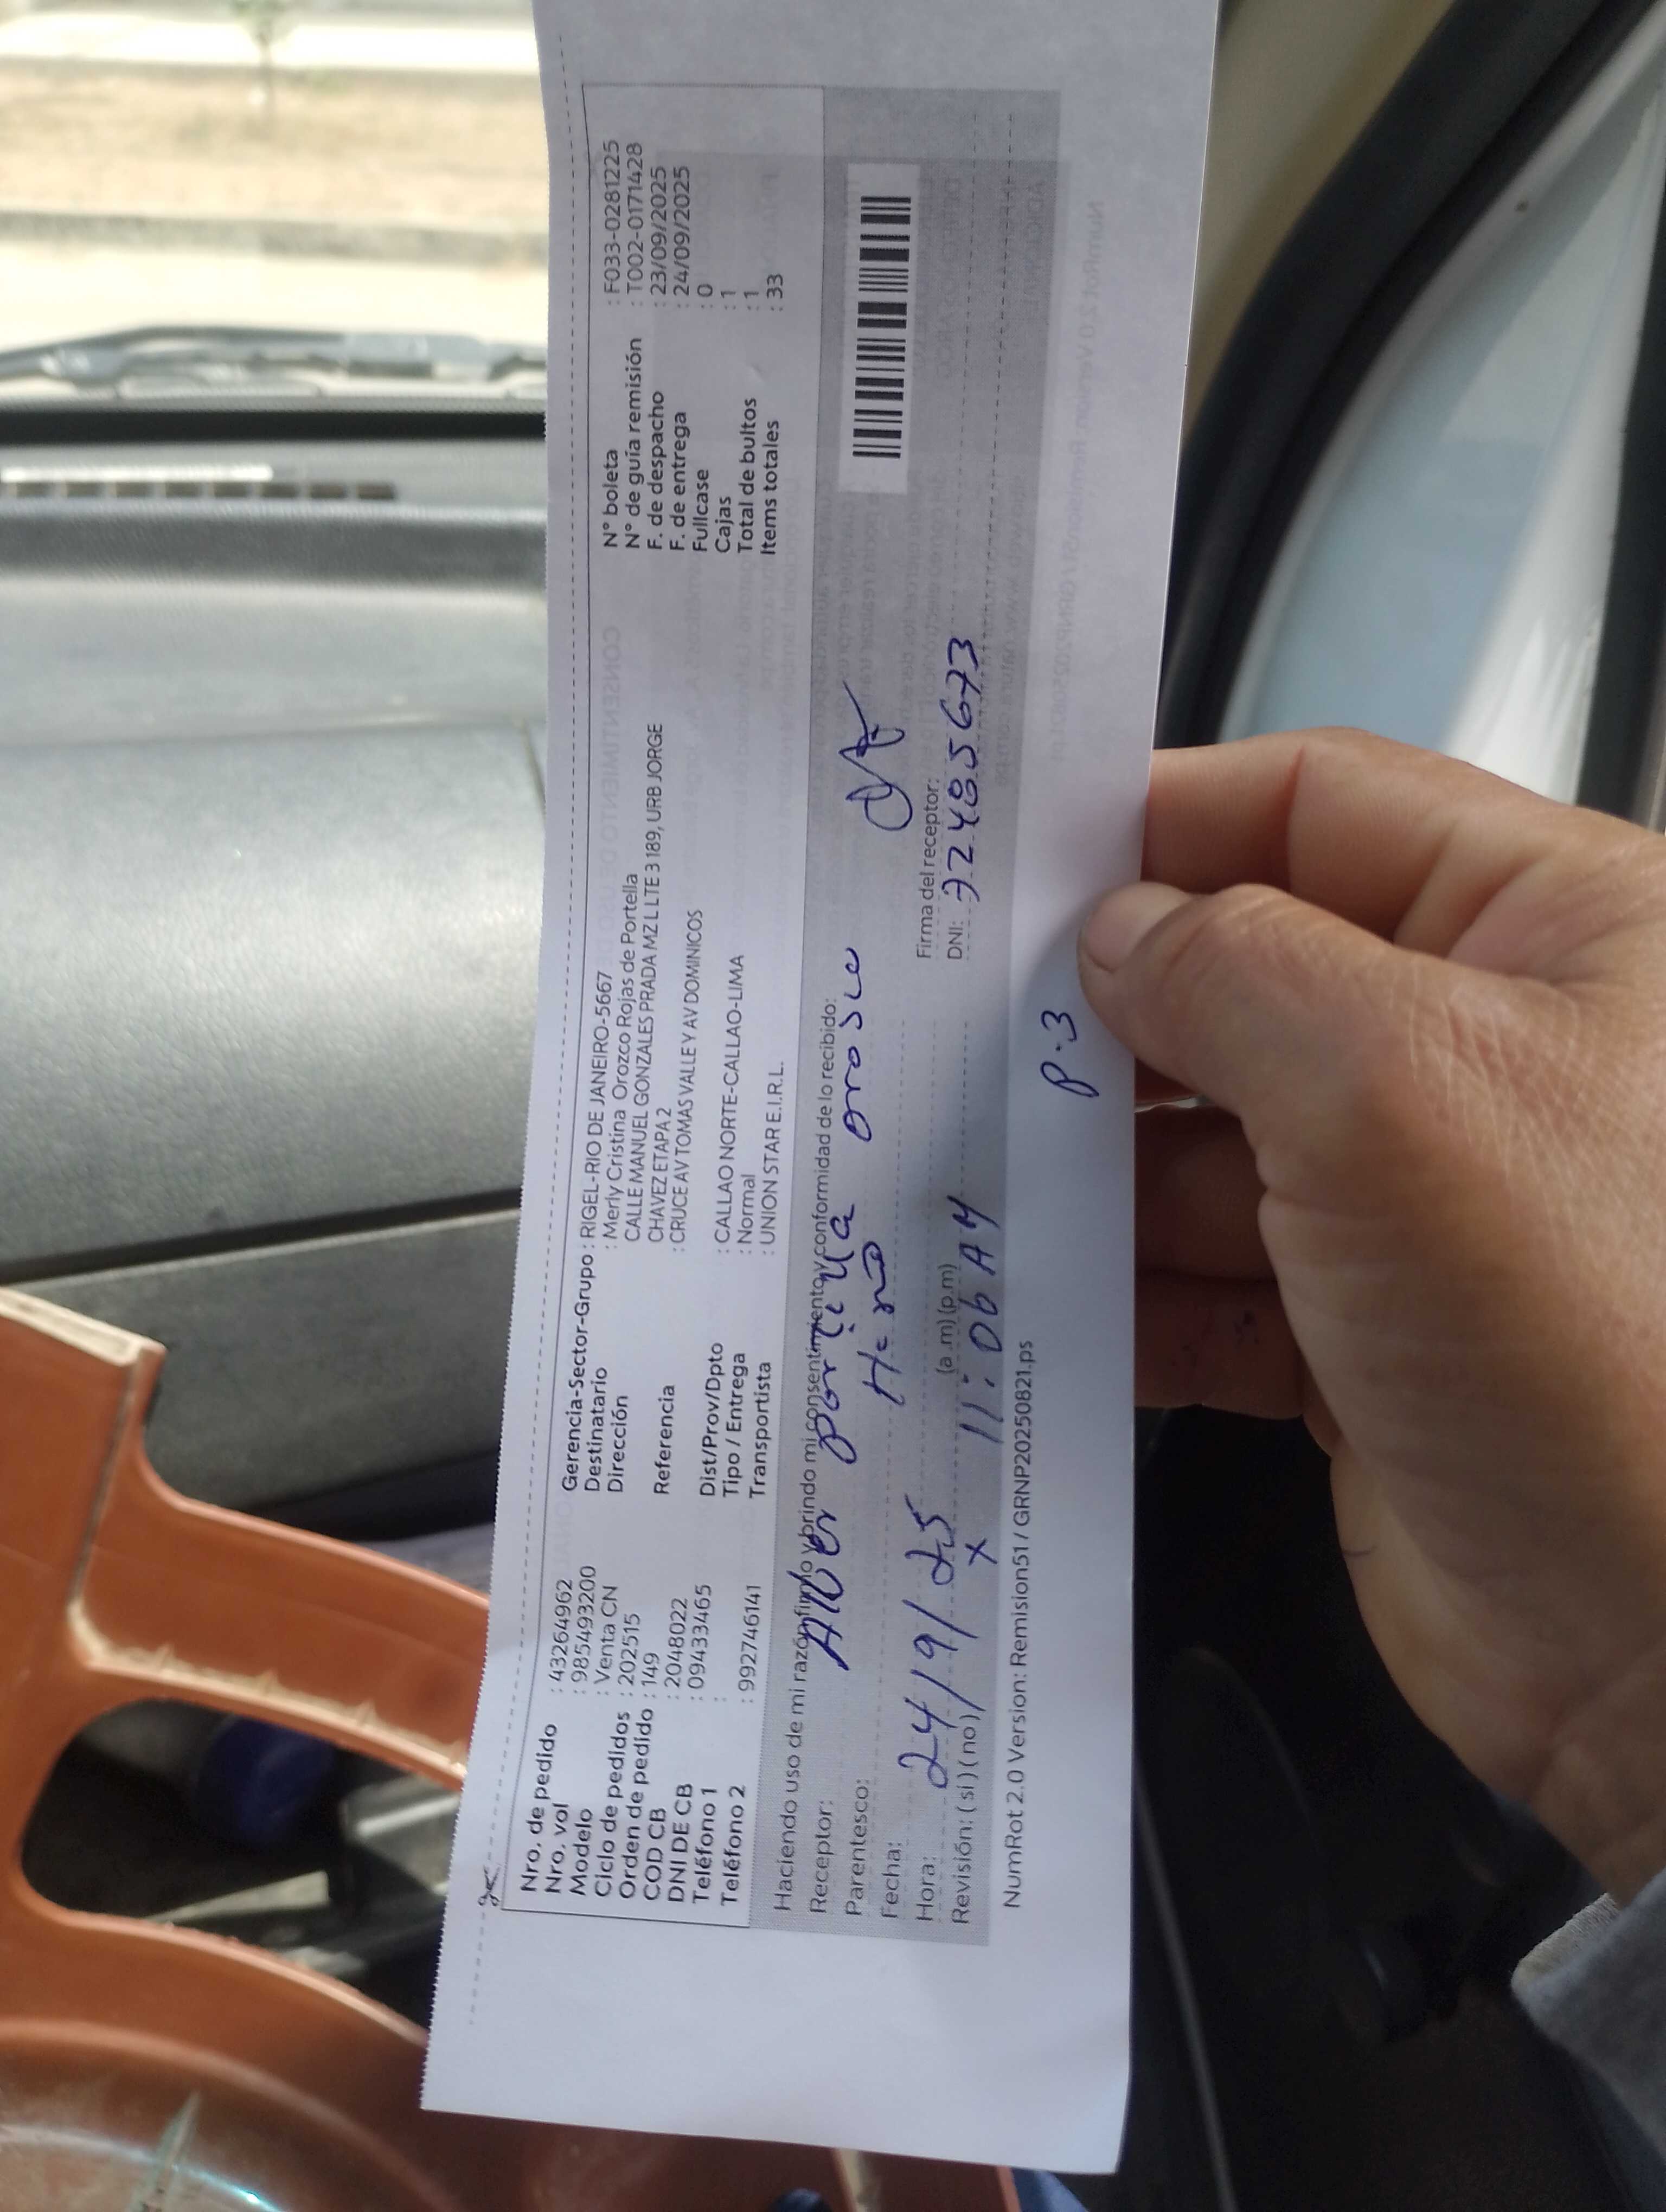 Nro. de pedido : 43264962
Nro. vol : 985493200
Modelo : Venta CN
Ciclo de pedidos : 202515
Orden de pedido : 149
COD CB : 2048022
DNI DE CB : 09433465
Teléfono 1 :
Teléfono 2 : 992746141
Gerencia-Sector-Grupo : RIGEL-RIO DE JANEIRO-5667
Destinatario : Merly Cristina Orozco Rojas de Portella
Dirección CALLE MANUEL GONZALES PRADA MZ L LTE 3 189, URB JORGE
CHAVEZ ETAPA 2
Referencia : CRUCE AV TOMAS VALLE Y AV DOMINICOS
Dist/Prov/Dpto : CALLAO NORTE-CALLAO-LIMA
Tipo / Entrega : Normal
Transportista : UNION STAR E.I.R.L.
N° boleta : F033-0281225
N° de guía remisión : T002-0171428
F. de despacho : 23/09/2025
F. de entrega : 24/09/2025
Fullcase : 0
Cajas : 1
Total de bultos : 1
Items totales : 33
Haciendo uso de mi razón firmo y brindo mi consentimiento y conformidad de lo recibido:
Receptor:
Parentesco:
Fecha: 24/9/25
Hora: (a.m) (p.m) 11:06 AM
Revisión: ( si ) ( no ) X
Firma del receptor:
DNI: 72485673
NumRot 2.0 Version: Remision51 / GRNP20250821.ps
P.3